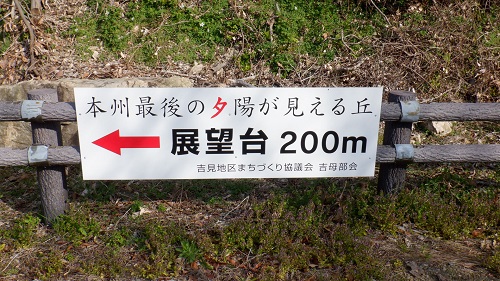 本州最後の夕陽が見える丘
展望台 200m
吉見地区まちづくり協議会 吉母部会